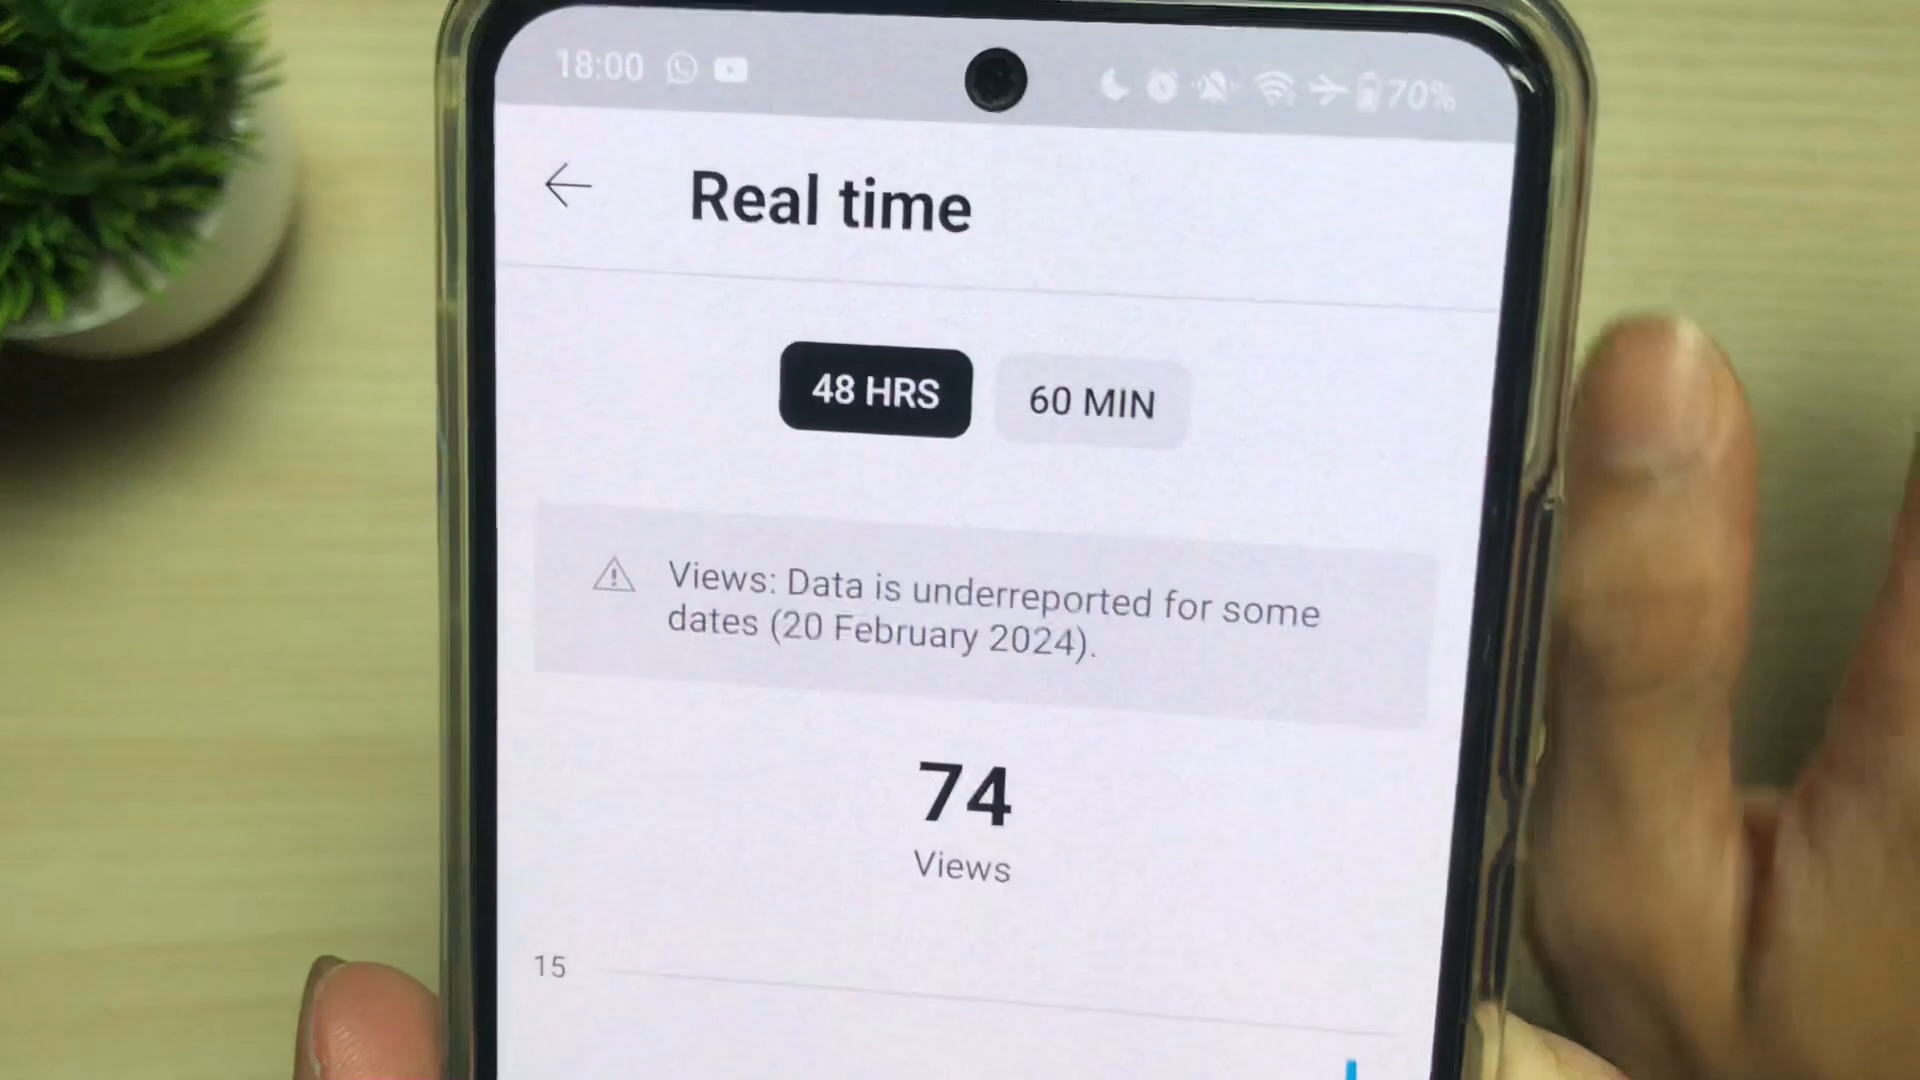 18:00 70%
Real time
48 HRS 60 MIN
Views: Data is underreported for some
dates (20 February 2024).
74
Views
15